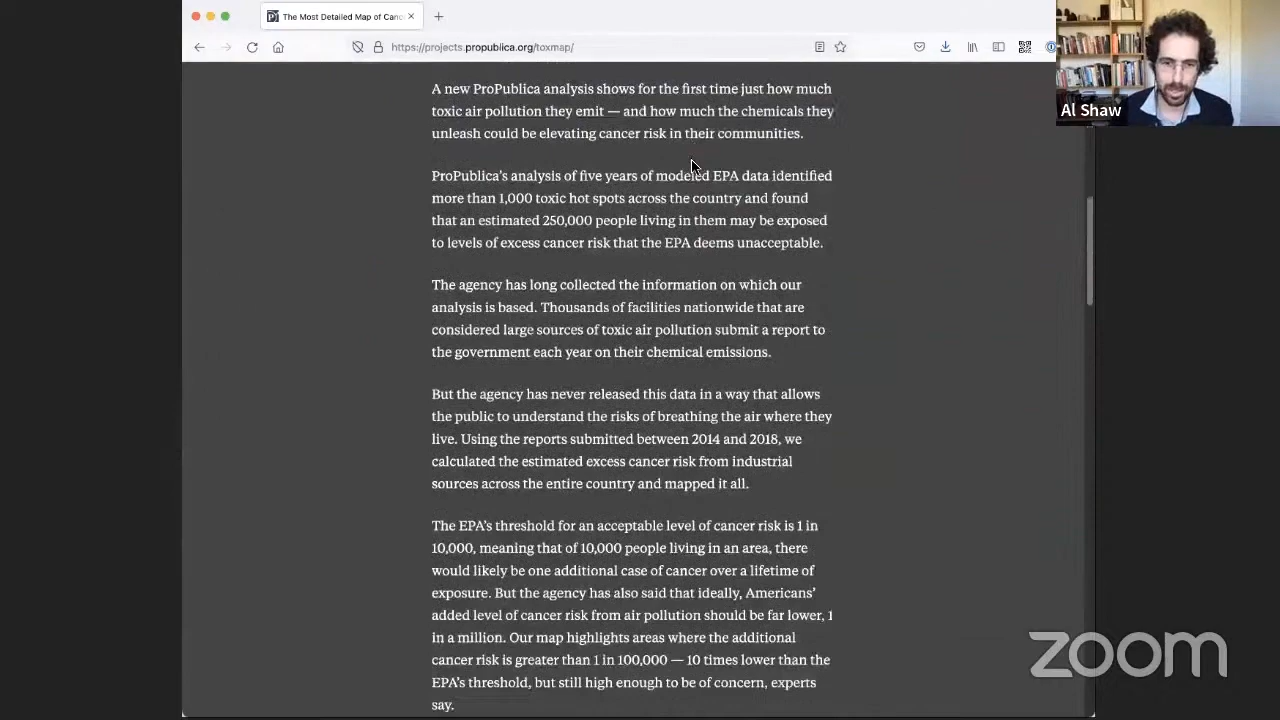 The Most Detailed Map of Canc
https://projects.propublica.org/toxmap/
Al Shaw
A new ProPublica analysis shows for the first time just how much
toxic air pollution they emit — and how much the chemicals they
unleash could be elevating cancer risk in their communities.
ProPublica's analysis of five years of modeled EPA data identified
more than 1,000 toxic hot spots across the country and found
that an estimated 250,000 people living in them may be exposed
to levels of excess cancer risk that the EPA deems unacceptable.
The agency has long collected the information on which our
analysis is based. Thousands of facilities nationwide that are
considered large sources of toxic air pollution submit a report to
the government each year on their chemical emissions.
But the agency has never released this data in a way that allows
the public to understand the risks of breathing the air where they
live. Using the reports submitted between 2014 and 2018, we
calculated the estimated excess cancer risk from industrial
sources across the entire country and mapped it all.
The EPA's threshold for an acceptable level of cancer risk is 1 in
10,000, meaning that of 10,000 people living in an area, there
would likely be one additional case of cancer over a lifetime of
exposure. But the agency has also said that ideally, Americans'
added level of cancer risk from air pollution should be far lower, 1
in a million. Our map highlights areas where the additional
cancer risk is greater than 1 in 100,000 — 10 times lower than the
EPA's threshold, but still high enough to be of concern, experts
say.
zoom